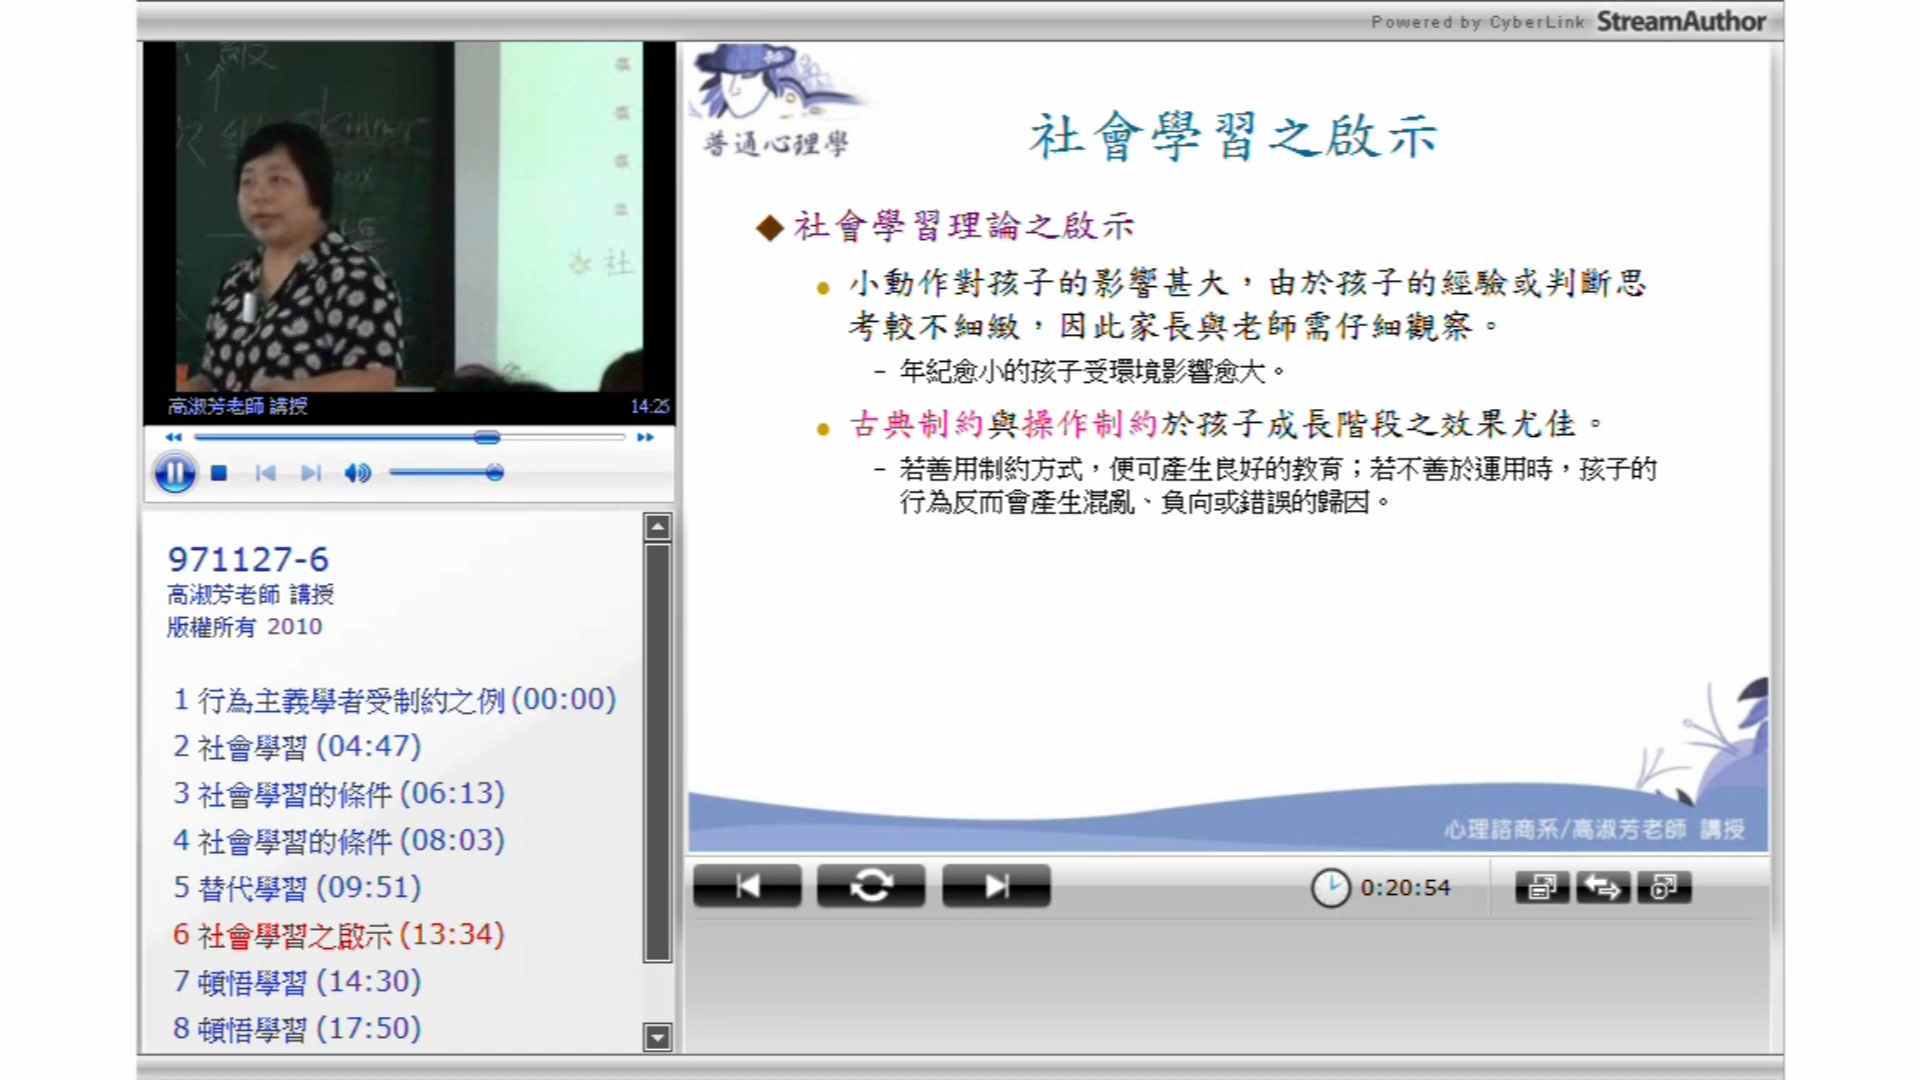 Powered by CyberLink StreamAuthor
社
高淑芳老師 講授
14:25
普通心理學
社會學習之啟示
社會學習理論之啟示
小動作對孩子的影響甚大，由於孩子的經驗或判斷思
考較不細緻，因此家長與老師需仔細觀察。
– 年紀愈小的孩子受環境影響愈大。
古典制約與操作制約於孩子成長階段之效果尤佳。
– 若善用制約方式，便可產生良好的教育；若不善於運用時，孩子的
行為反而會產生混亂、負向或錯誤的歸因。
心理諮商系/高淑芳老師 講授
971127-6
高淑芳老師 講授
版權所有 2010
1 行為主義學者受制約之例 (00:00)
2 社會學習 (04:47)
3 社會學習的條件 (06:13)
4 社會學習的條件 (08:03)
5 替代學習 (09:51)
6 社會學習之啟示 (13:34)
7 頓悟學習 (14:30)
8 頓悟學習 (17:50)
0:20:54